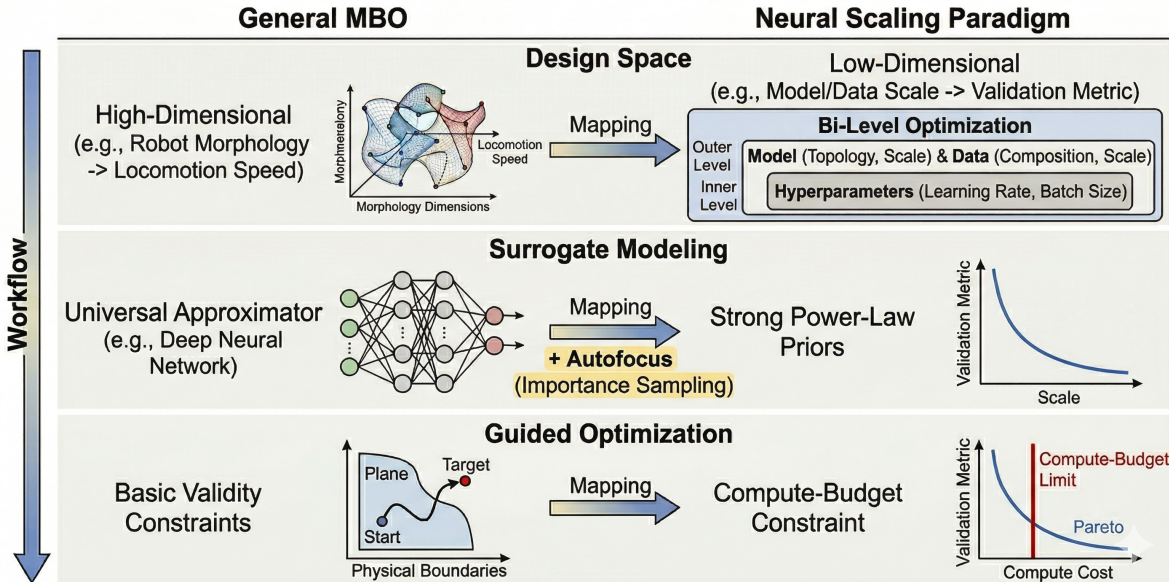 General MBO
Neural Scaling Paradigm
Workflow
Design Space
High-Dimensional
(e.g., Robot Morphology
-> Locomotion Speed)
Morphmelony
Locomotion
Speed
Morphology Dimensions
Mapping
Low-Dimensional
(e.g., Model/Data Scale -> Validation Metric)
Bi-Level Optimization
Outer
Level
Model (Topology, Scale) & Data (Composition, Scale)
Inner
Level
Hyperparameters (Learning Rate, Batch Size)
Surrogate Modeling
Universal Approximator
(e.g., Deep Neural
Network)
Mapping
+ Autofocus
(Importance Sampling)
Strong Power-Law
Priors
Validation Metric
Scale
Guided Optimization
Basic Validity
Constraints
Plane
Target
Start
Physical Boundaries
Mapping
Compute-Budget
Constraint
Validation Metric
Compute-Budget
Limit
Pareto
Compute Cost